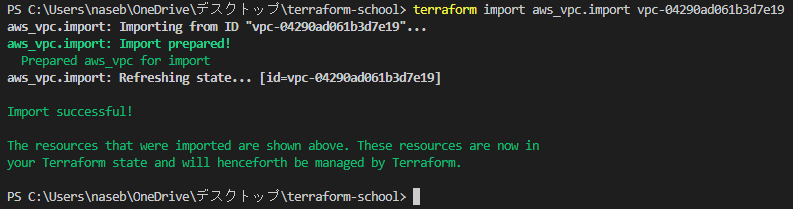 PS C:\Users\naseb\OneDrive\デスクトップ\terraform-school> terraform import aws_vpc.import vpc-04290ad061b3d7e19
aws_vpc.import: Importing from ID "vpc-04290ad061b3d7e19"...
aws_vpc.import: Import prepared!
  Prepared aws_vpc for import
aws_vpc.import: Refreshing state... [id=vpc-04290ad061b3d7e19]
Import successful!
The resources that were imported are shown above. These resources are now in
your Terraform state and will henceforth be managed by Terraform.
PS C:\Users\naseb\OneDrive\デスクトップ\terraform-school>